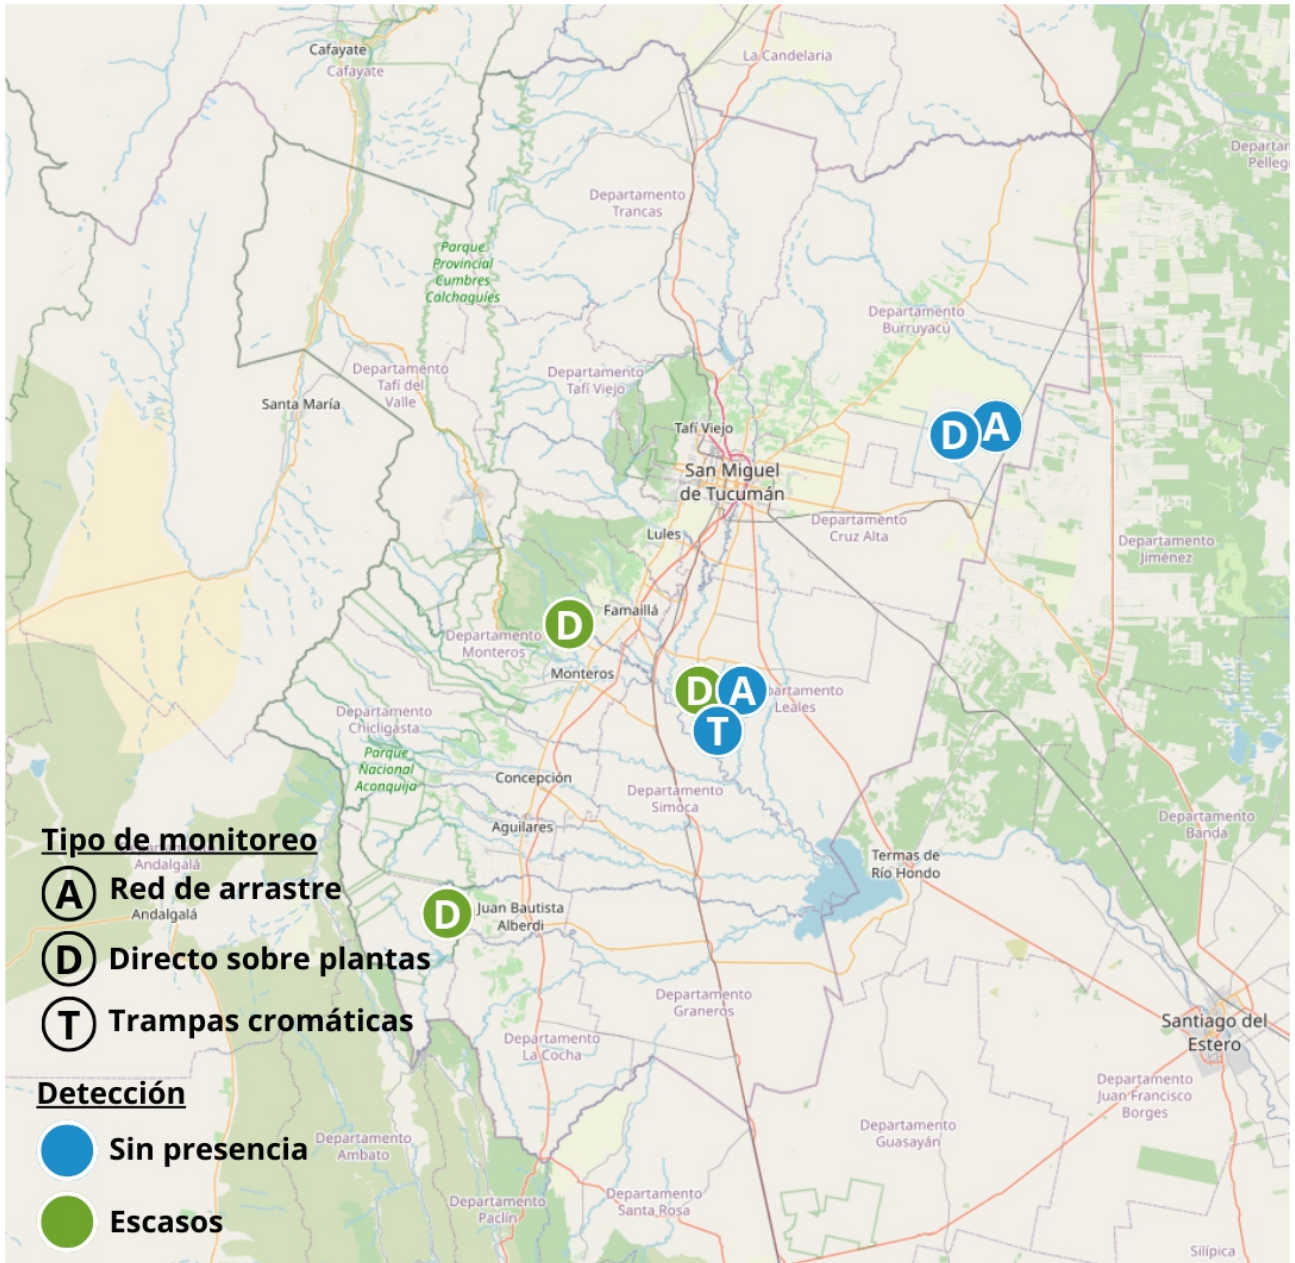 Cafayate
Cafayate
La Candelaria
Departamento
Trancas
Parque
Provincial
Cumbres
Calchaquíes
Departamento
Burruyacú
Departamento
Tafí del
Valle
Departamento
Tafí Viejo
Santa María
Tafí Viejo
D
A
San Miguel
de Tucumán
Lules
Departamento
Cruz Alta
Departamento
Jiménez
D
Famaillá
Departamento
Monteros
Monteros
D
A
Leales
T
Departamento
Chicligasta
Parque
Nacional
Aconquija
Concepción
Departamento
Simoca
Aguilares
Departamento
Banda
Termas de
Río Hondo
Tipo de monitoreo
Andalgalá
A Red de arrastre
Andalgalá
D
Juan Bautista
Alberdi
D Directo sobre plantas
T Trampas cromáticas
Departamento
Graneros
Departamento
La Cocha
Santiago del
Estero
Detección
Departamento
Juan Francisco
Borges
Departamento
Guasayán
Sin presencia
Departamento
Ambato
Departamento
Paclín
Departamento
Santa Rosa
Escasos
Silípica